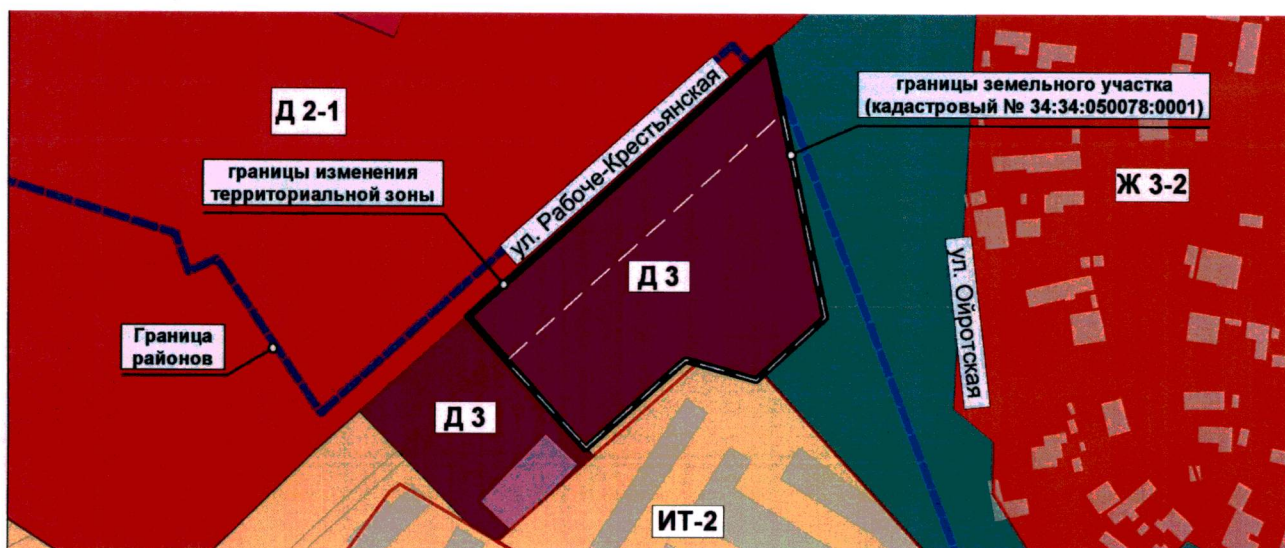 Д 2-1
границы изменения
территориальной зоны
ул. Рабоче-Крестьянская
границы земельного участка
(кадастровый № 34:34:050078:0001)
Ж 3-2
Д 3
ул. Ойротская
Граница
районов
Д 3
ИТ-2